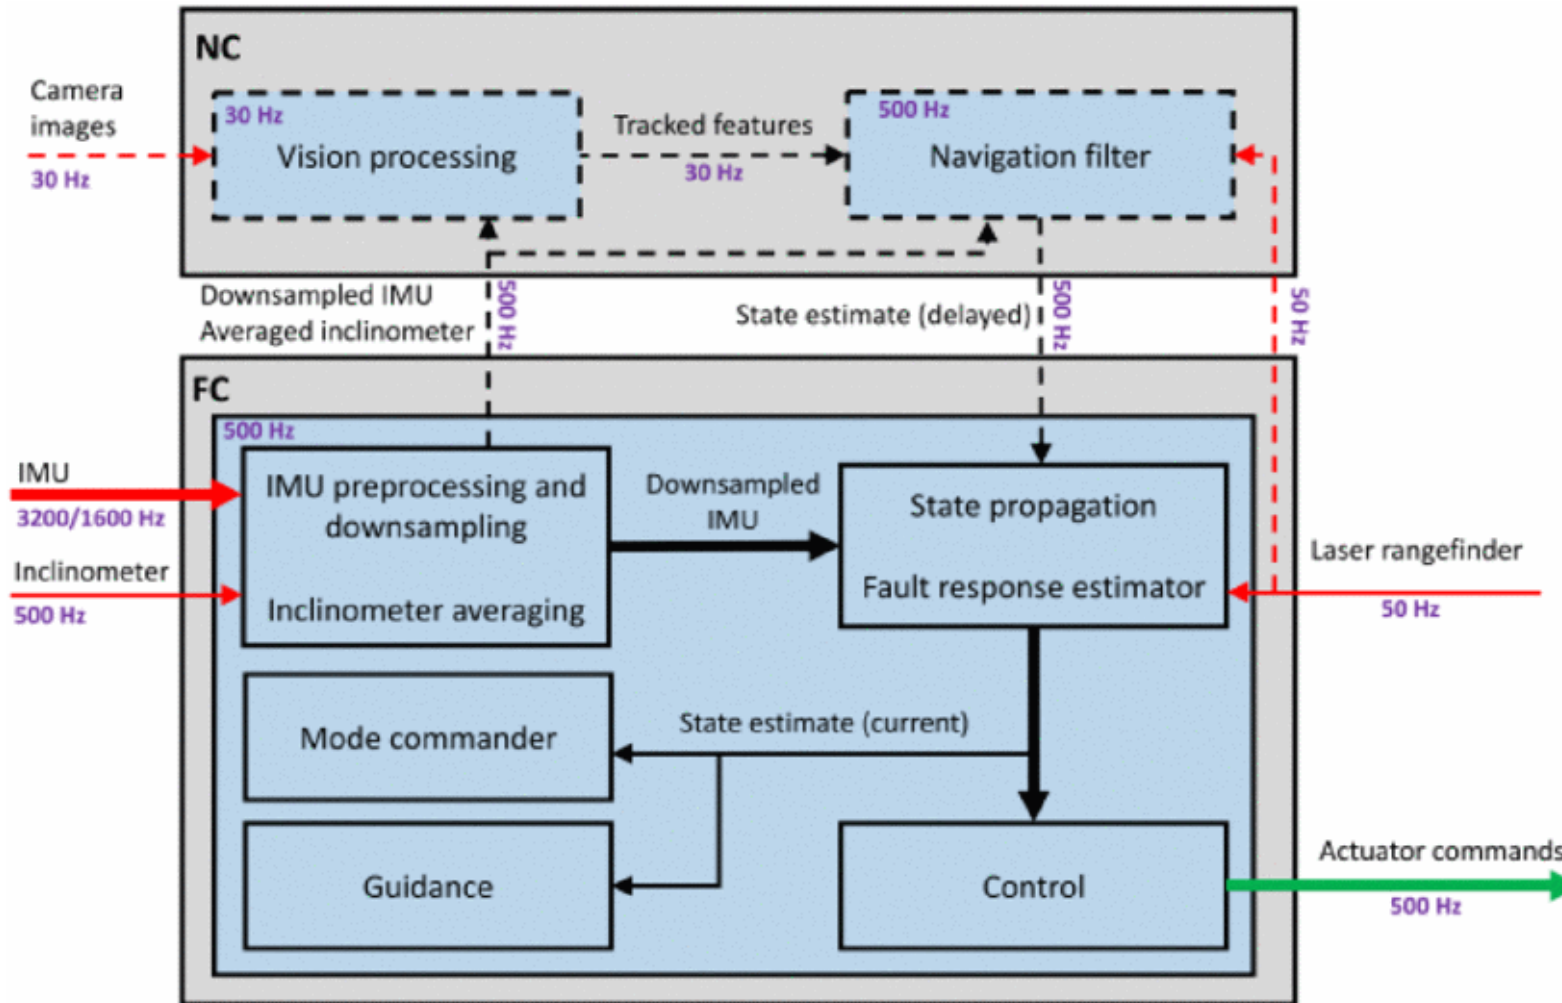 NC
Camera
images
30 Hz
30 Hz
Vision processing
Tracked features
30 Hz
500 Hz
Navigation filter
Downsampled IMU
Averaged inclinometer
500 Hz
State estimate (delayed)
500 Hz
50 Hz
FC
500 Hz
IMU
3200/1600 Hz
Inclinometer
500 Hz
IMU preprocessing and
downsampling
Inclinometer averaging
Downsampled
IMU
State propagation
Fault response estimator
Laser rangefinder
50 Hz
Mode commander
State estimate (current)
Guidance
Control
Actuator commands
500 Hz